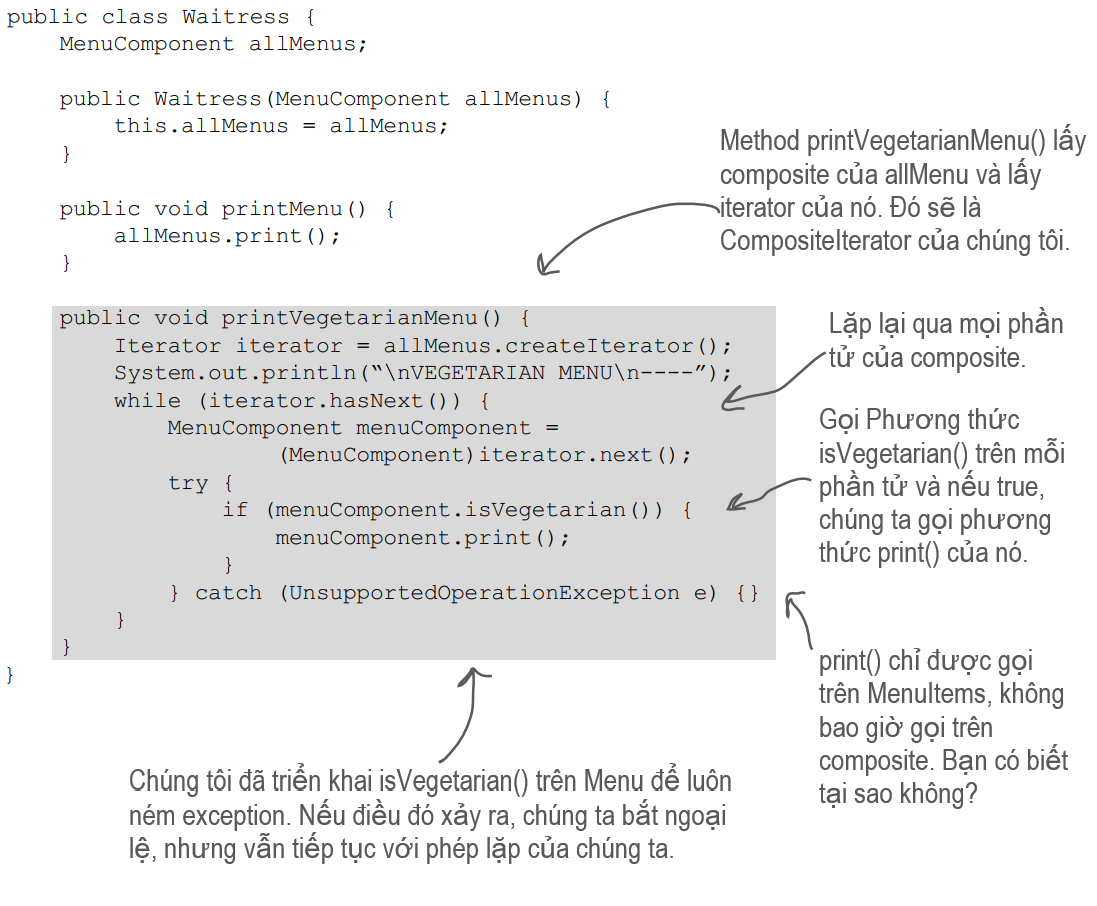 public class Waitress {
MenuComponent allMenus;
public Waitress(MenuComponent allMenus) {
this.allMenus = allMenus;
}
public void printMenu() {
allMenus.print();
}
public void printVegetarianMenu() {
Iterator iterator = allMenus.createIterator();
System.out.println(“\nVEGETARIAN MENU\n----”);
while (iterator.hasNext()) {
MenuComponent menuComponent =
(MenuComponent)iterator.next();
try {
if (menuComponent.isVegetarian()) {
menuComponent.print();
}
} catch (UnsupportedOperationException e) {}
}
}
}
Method printVegetarianMenu() lấy
composite của allMenu và lấy
iterator của nó. Đó sẽ là
CompositeIterator của chúng tôi.
Lặp lại qua mọi phần
tử của composite.
Gọi Phương thức
isVegetarian() trên mỗi
phần tử và nếu true,
chúng ta gọi phương
thức print() của nó.
print() chỉ được gọi
trên MenuItems, không
bao giờ gọi trên
composite. Bạn có biết
tại sao không?
Chúng tôi đã triển khai isVegetarian() trên Menu để luôn
ném exception. Nếu điều đó xảy ra, chúng ta bắt ngoại
lệ, nhưng vẫn tiếp tục với phép lặp của chúng ta.